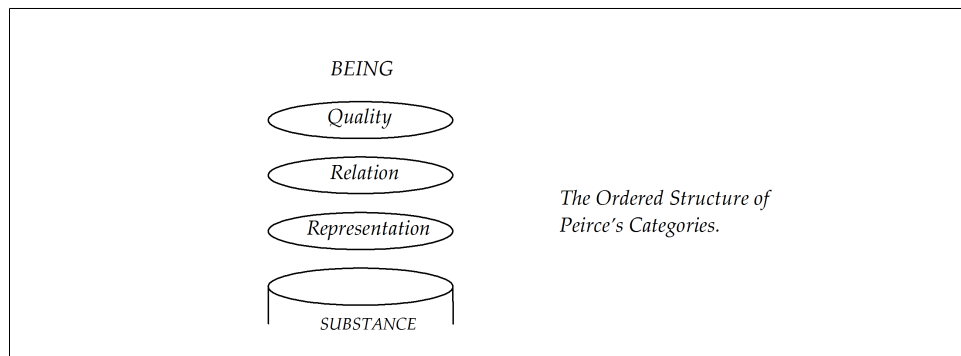 BEING
Quality
Relation
Representation
SUBSTANCE
The Ordered Structure of
Peirce's Categories.